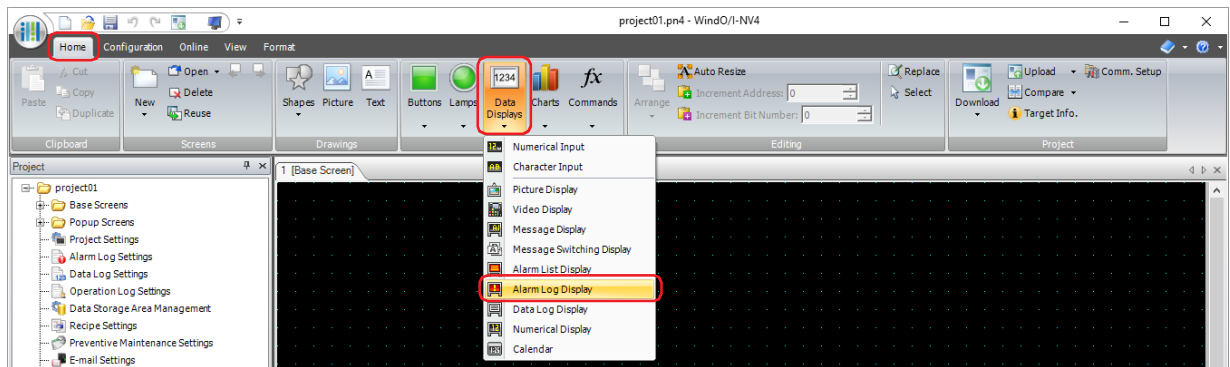 project01.pn4 - WindO/I-NV4
Home Configuration Online View Format
Paste Cut Copy Duplicate
New Open Delete Reuse
Shapes Picture Text
Buttons Lamps 1234 Data Displays Charts fx Commands
Arrange Auto Resize Increment Address: 0 Increment Bit Number: 0 Replace Select
Download Upload Compare Target Info. Comm. Setup
Clipboard Screens Drawings Editing Project
Project
1 [Base Screen]
project01
Base Screens
Popup Screens
Project Settings
Alarm Log Settings
Data Log Settings
Operation Log Settings
Data Storage Area Management
Recipe Settings
Preventive Maintenance Settings
E-mail Settings
Numerical Input
Character Input
Picture Display
Video Display
Message Display
Message Switching Display
Alarm List Display
Alarm Log Display
Data Log Display
Numerical Display
Calendar